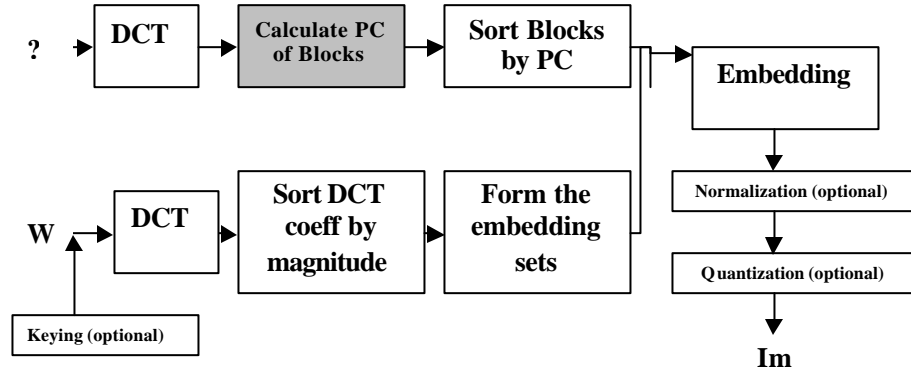 ?
DCT
Calculate PC
of Blocks
Sort Blocks
by PC
Embedding
W
DCT
Sort DCT
coeff by
magnitude
Form the
embedding
sets
Normalization (optional)
Quantization (optional)
Keying (optional)
Im